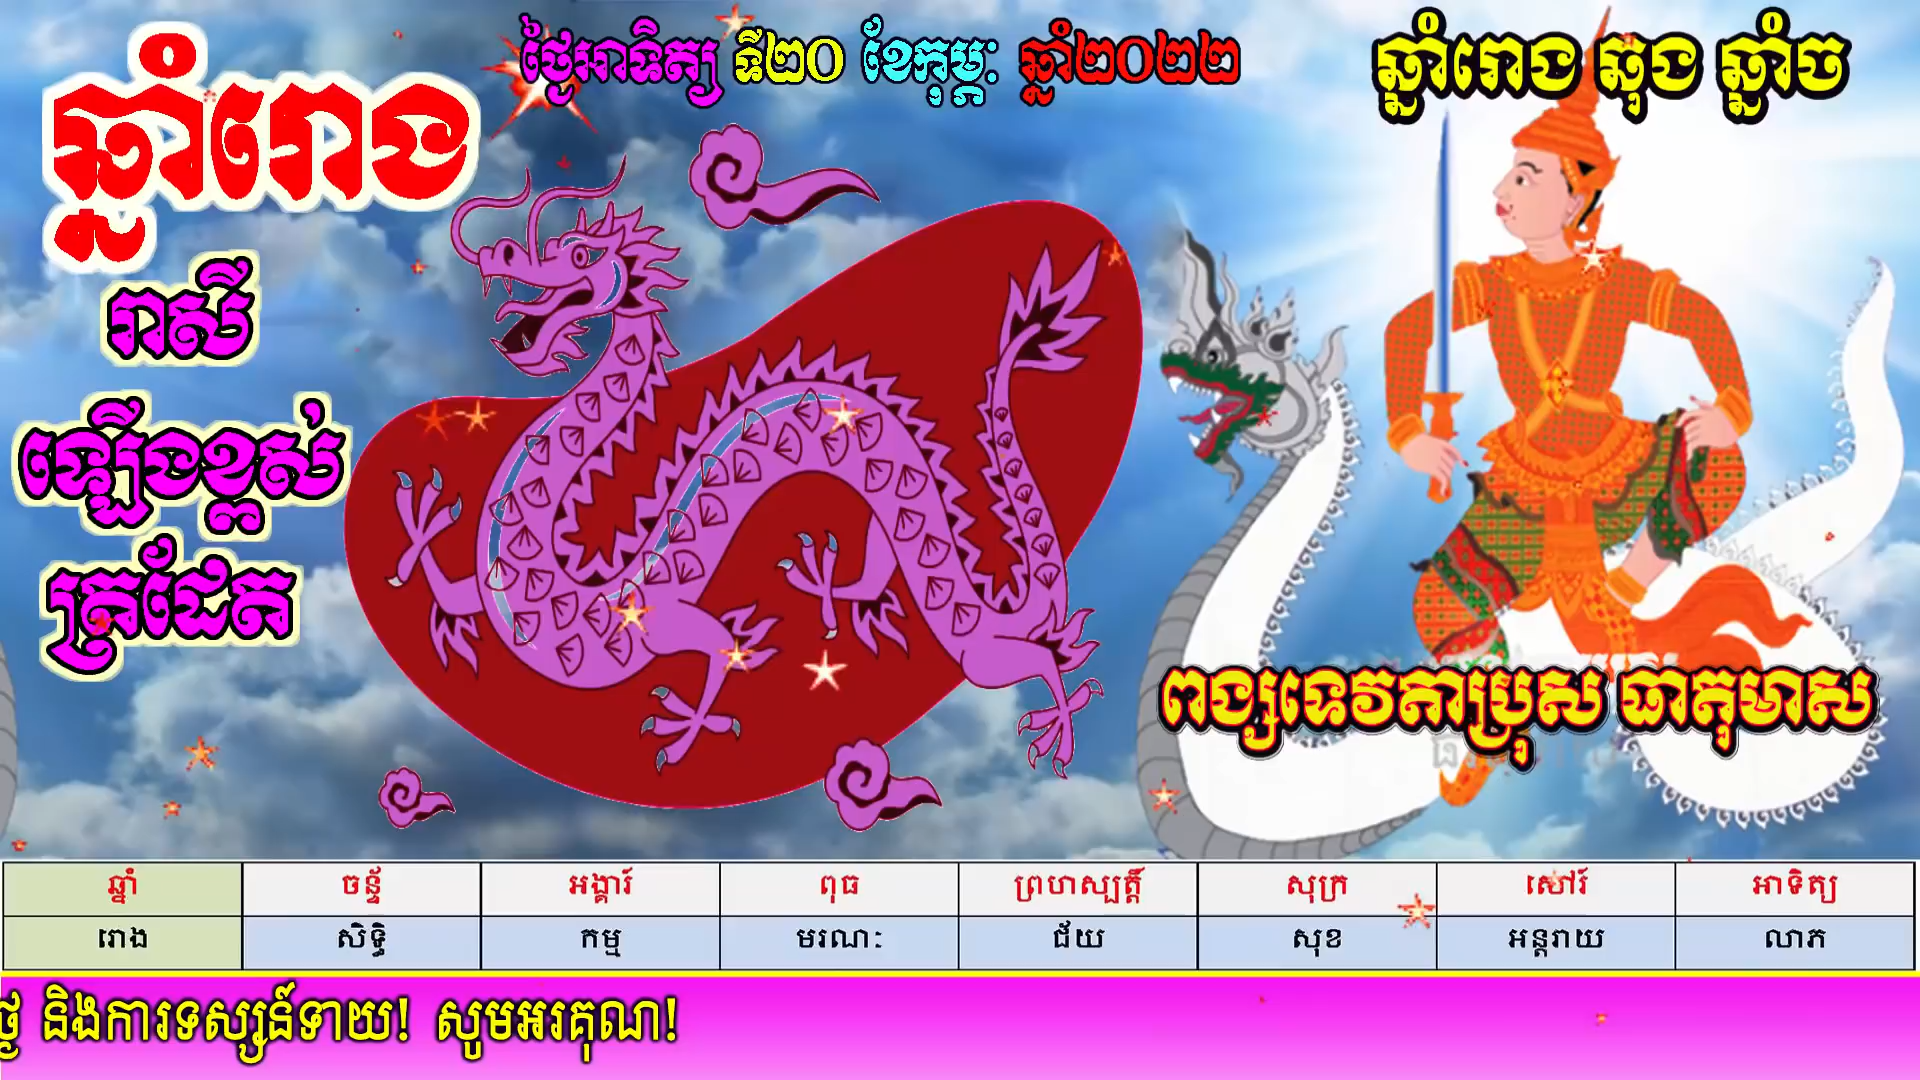 ថ្ងៃអាទិត្យ ទី២០ ខែកុម្ភៈ ឆ្នាំ២០២២
ឆ្នាំរោង ឆុង ឆ្នាំច
ឆ្នាំរោង
រាសី
ឡើងខ្ពស់
ត្រដែត
ពង្សទេវតាប្រុស ធាតុមាស
ឆ្នាំ ចន្ទ័ អង្គារ៍ ពុធ ព្រហស្បត្តិ៍ សុក្រ សៅរ៍ អាទិត្យ
រោង សិទ្ធិ កម្ម មរណៈ ជ័យ សុខ អន្តរាយ លាភ
និងការទស្សន៍ទាយ! សូមអរគុណ!